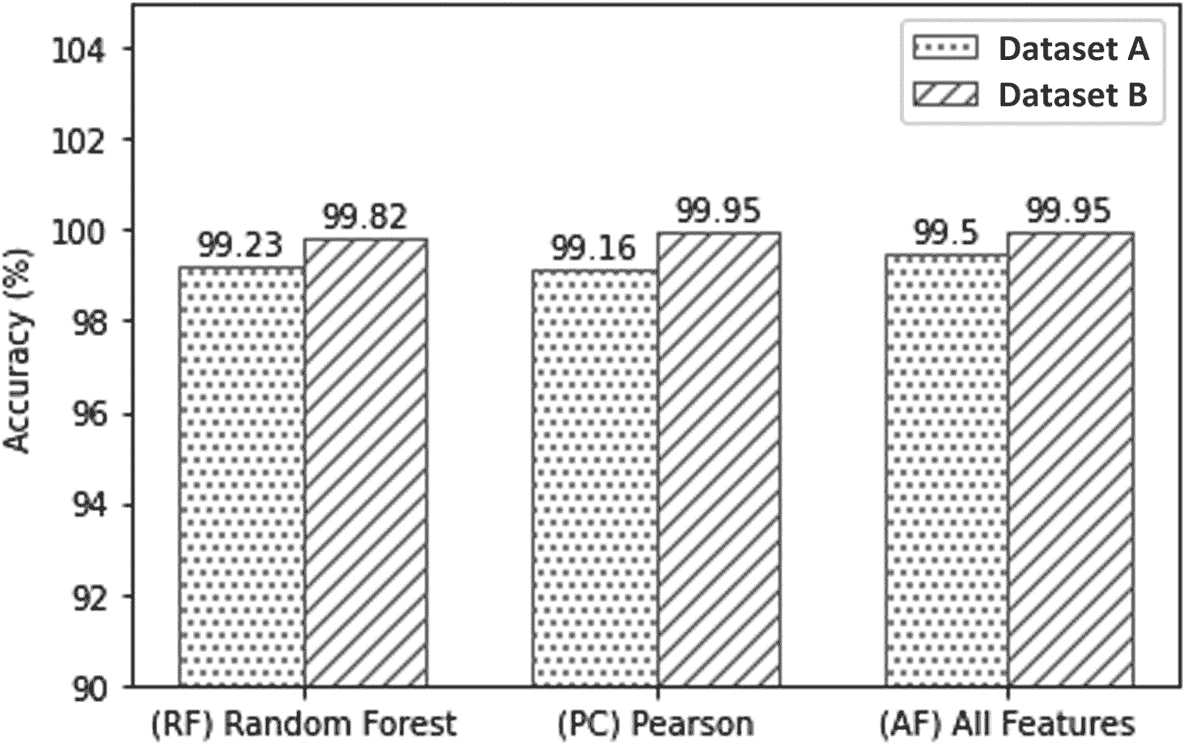 104
102
100
98
96
94
92
90
Accuracy (%)
Dataset A
Dataset B
99.23
99.82
99.16
99.95
99.5
99.95
(RF) Random Forest
(PC) Pearson
(AF) All Features